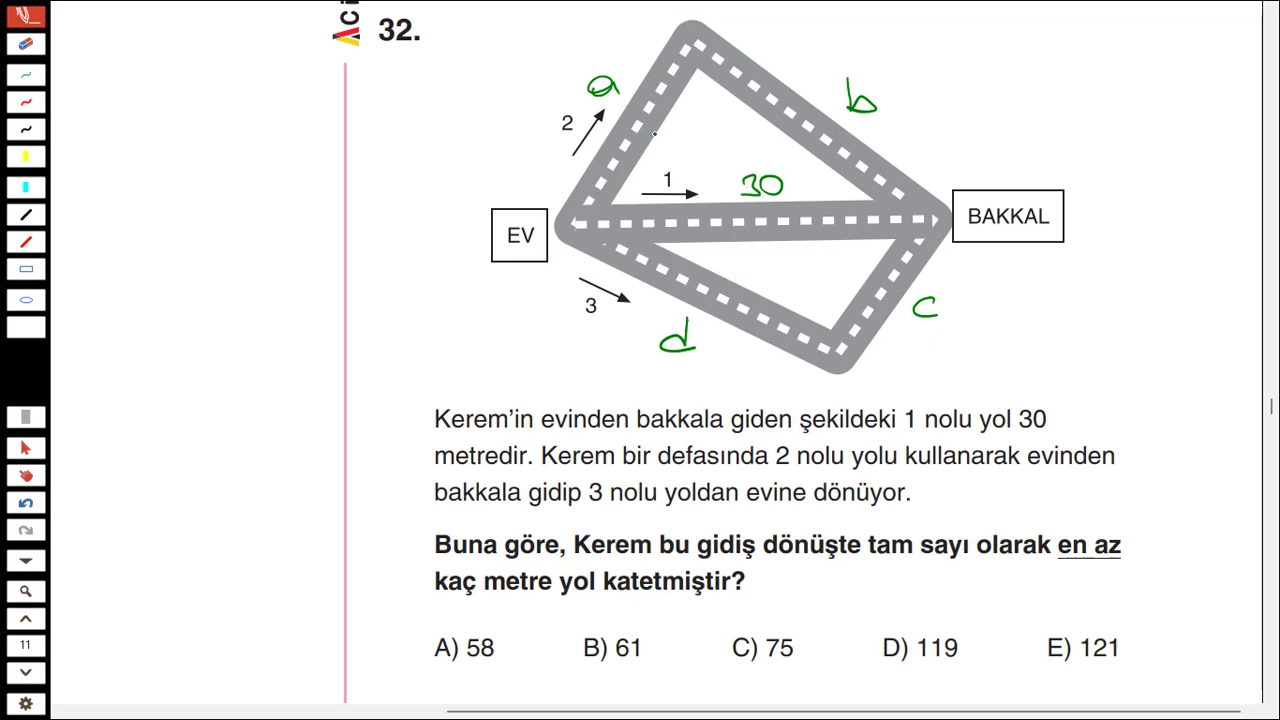 Aci
32.
a
b
2
1
30
EV
BAKKAL
3
c
d
Kerem’in evinden bakkala giden şekildeki 1 nolu yol 30
metredir. Kerem bir defasında 2 nolu yolu kullanarak evinden
bakkala gidip 3 nolu yoldan evine dönüyor.
Buna göre, Kerem bu gidiş dönüşte tam sayı olarak en az
kaç metre yol katetmiştir?
A) 58 B) 61 C) 75 D) 119 E) 121
11